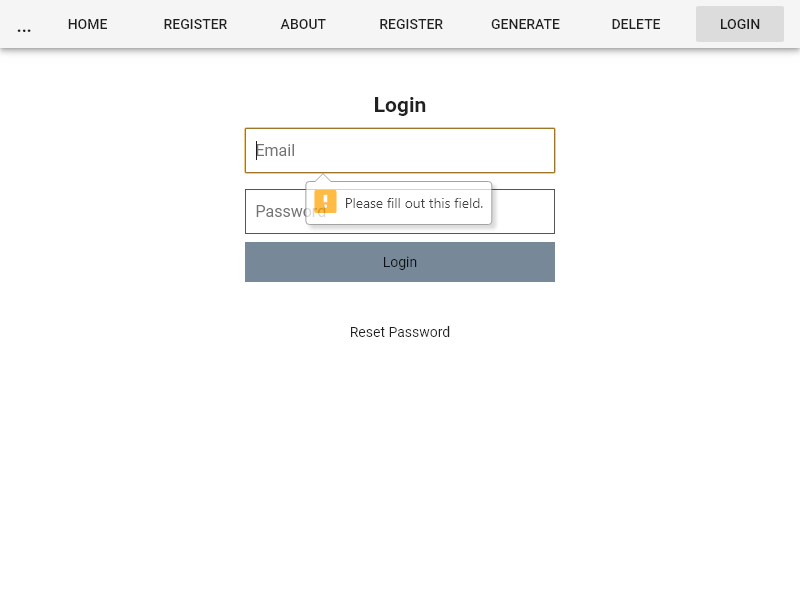 ... HOME REGISTER ABOUT REGISTER GENERATE DELETE LOGIN
Login
Email
Please fill out this field.
Password
Login
Reset Password